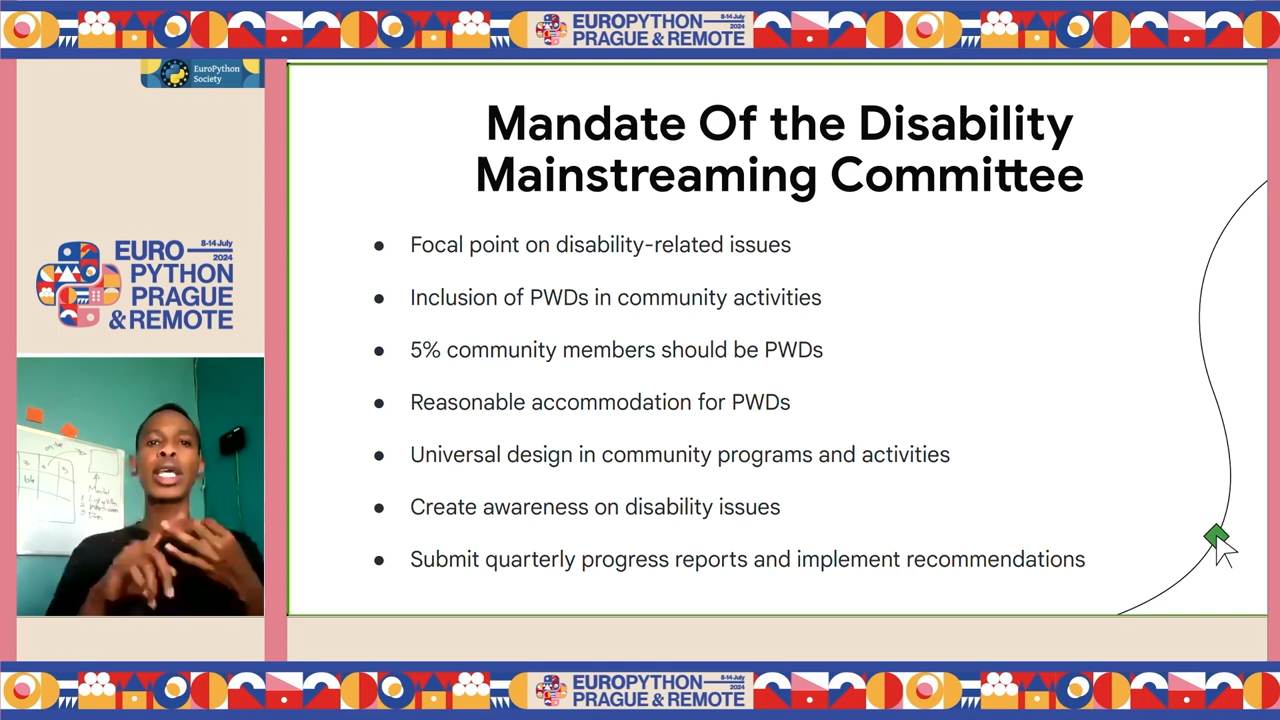 EUROPYTHON
8-14 July
2024
PRAGUE & REMOTE
EuroPython
Society
Mandate Of the Disability
Mainstreaming Committee
● Focal point on disability-related issues
● Inclusion of PWDs in community activities
● 5% community members should be PWDs
● Reasonable accommodation for PWDs
● Universal design in community programs and activities
● Create awareness on disability issues
● Submit quarterly progress reports and implement recommendations
EURO
8-14 July
2024
PYTHON
PRAGUE
& REMOTE
EUROPYTHON
8-14 July
2024
PRAGUE & REMOTE